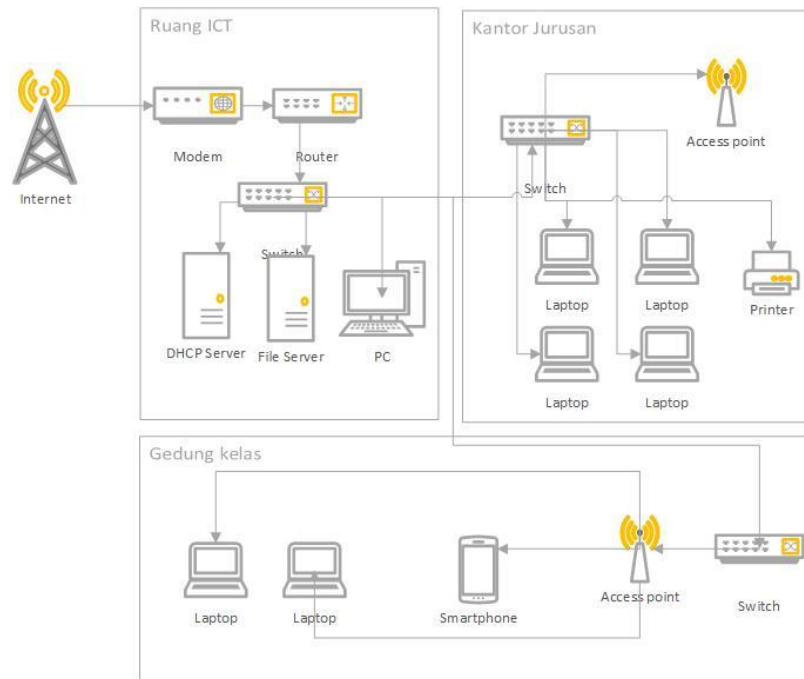 Ruang ICT
Kantor Jurusan
Internet
Modem
Router
Switch
DHCP Server
File Server
PC
Access point
Switch
Laptop
Laptop
Printer
Laptop
Laptop
Gedung kelas
Laptop
Laptop
Smartphone
Access point
Switch